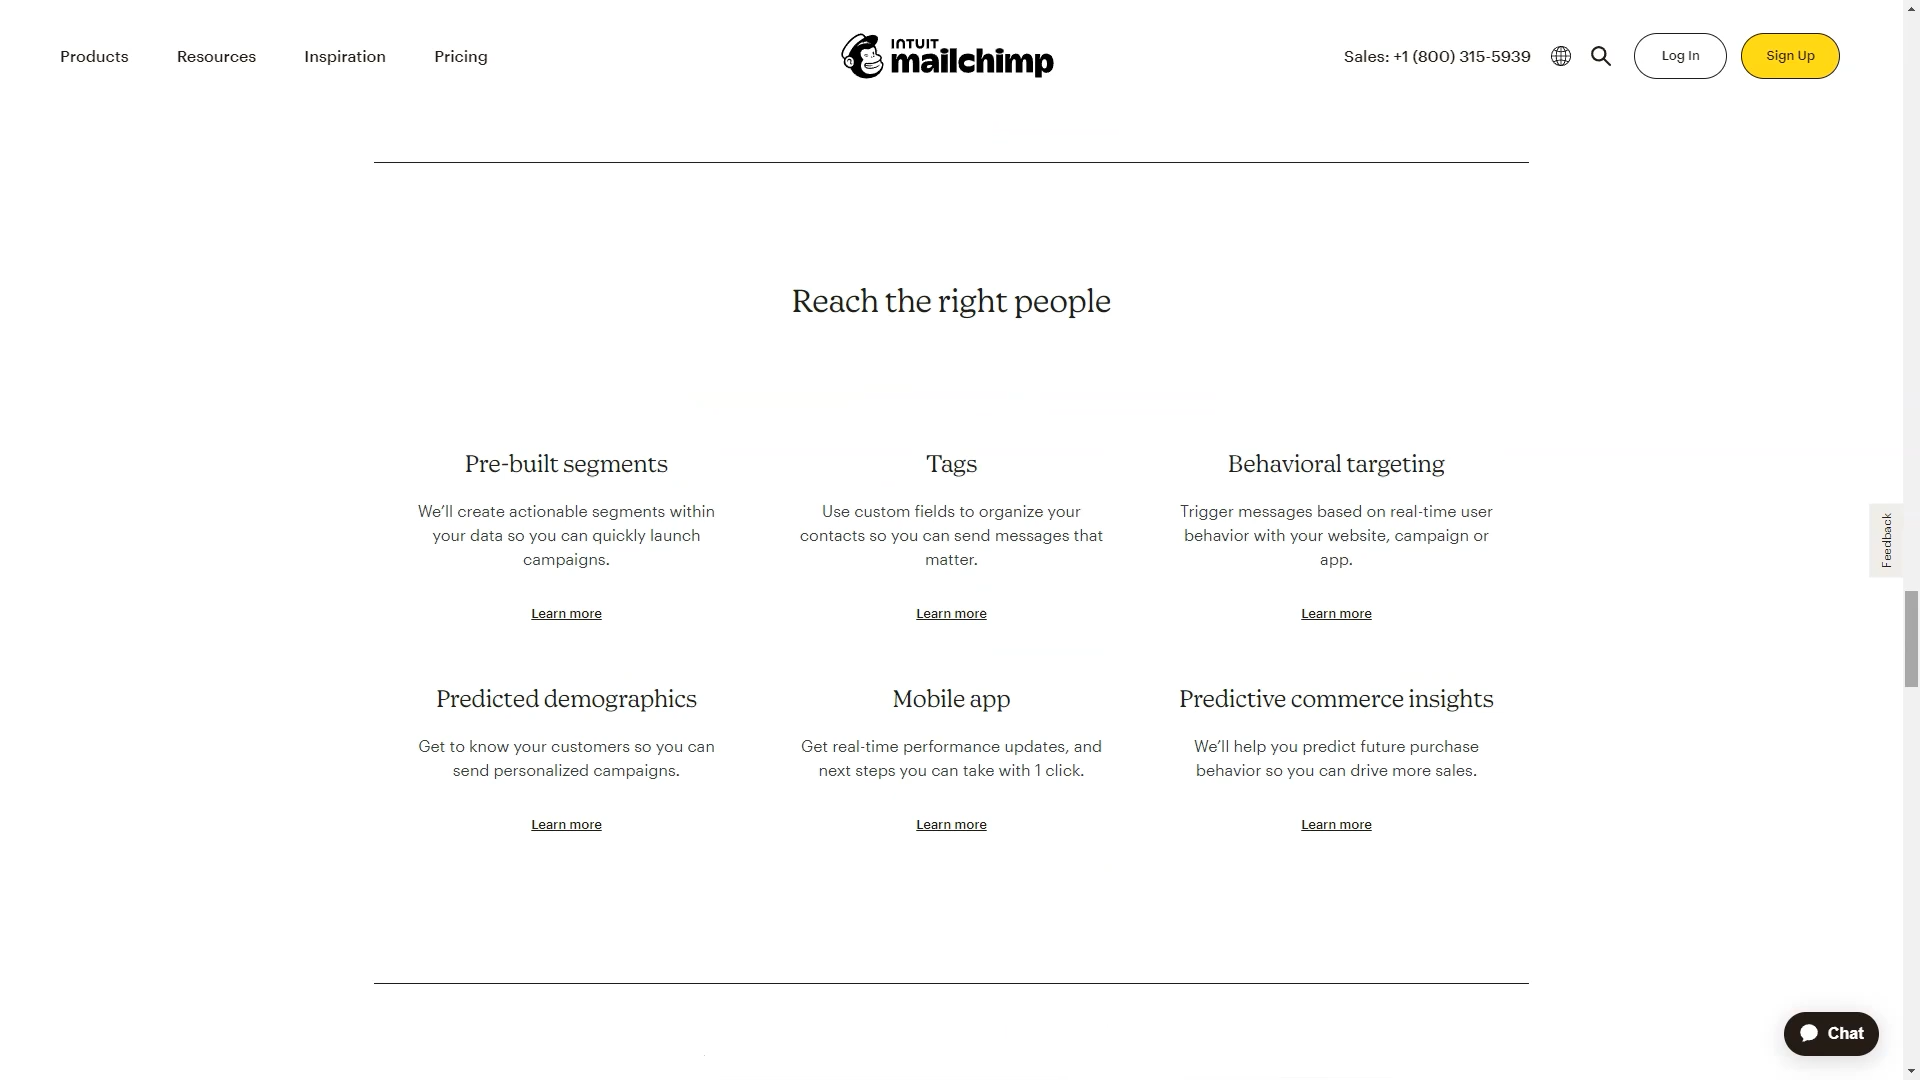 Products
Resources
Inspiration
Pricing
INTUIT
mailchimp
Sales: +1 (800) 315-5939
Log In
Sign Up
Reach the right people
Pre-built segments
We’ll create actionable segments within
your data so you can quickly launch
campaigns.
Learn more
Tags
Use custom fields to organize your
contacts so you can send messages that
matter.
Learn more
Behavioral targeting
Trigger messages based on real-time user
behavior with your website, campaign or
app.
Learn more
Predicted demographics
Get to know your customers so you can
send personalized campaigns.
Learn more
Mobile app
Get real-time performance updates, and
next steps you can take with 1 click.
Learn more
Predictive commerce insights
We’ll help you predict future purchase
behavior so you can drive more sales.
Learn more
Feedback
Chat